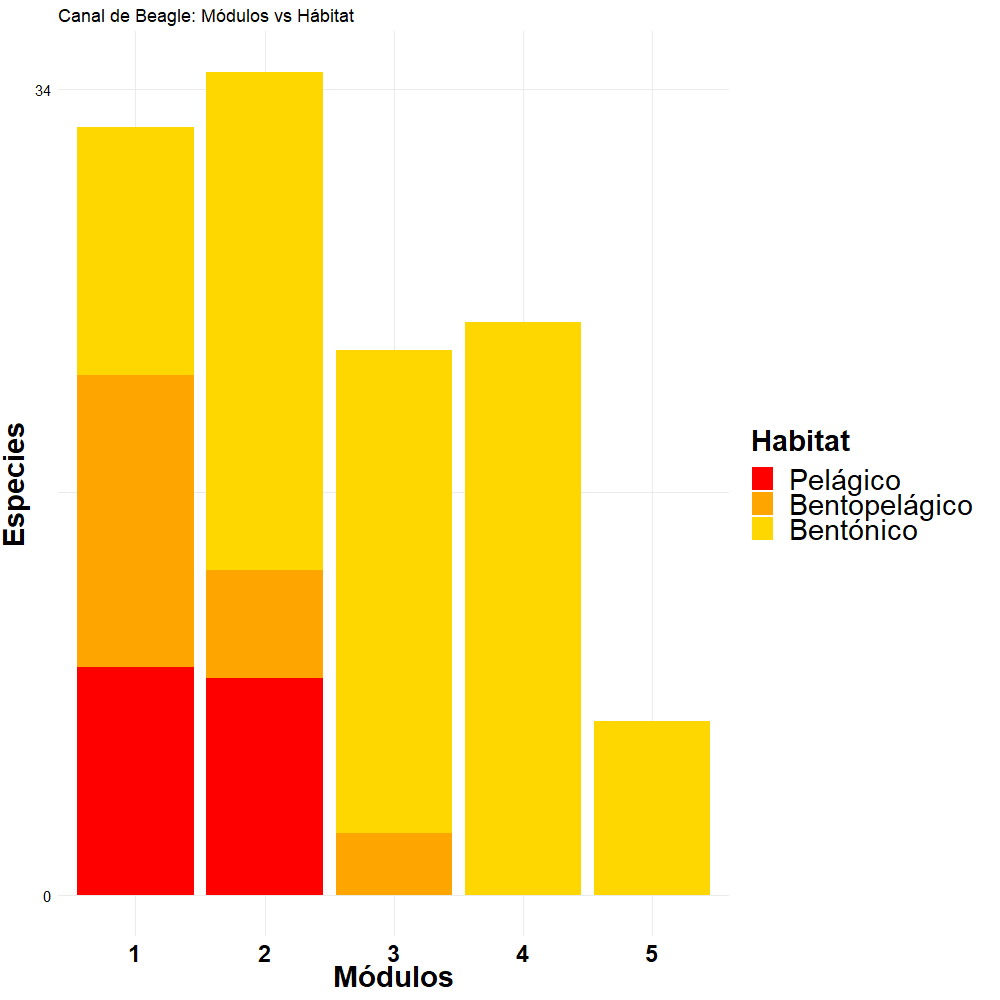 Canal de Beagle: Módulos vs Hábitat
34
0
Especies
1 2 3 4 5
Módulos
Habitat
Pelágico
Bentopelágico
Bentónico